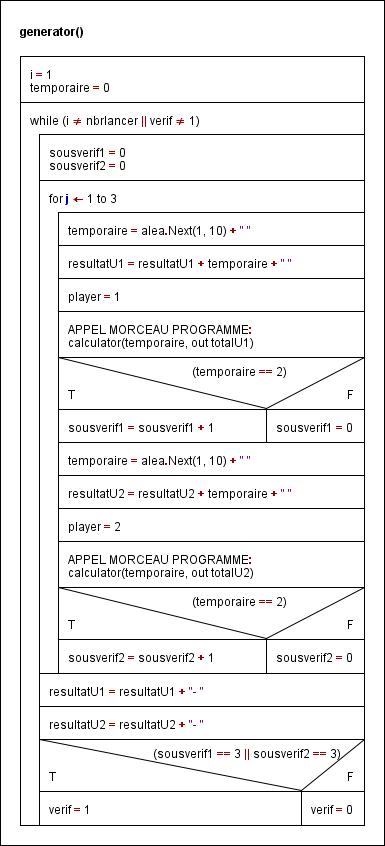 generator()
i = 1
temporaire = 0
while (i ≠ nbrlancer || verif ≠ 1)
sousverif1 = 0
sousverif2 = 0
for j ← 1 to 3
temporaire = alea.Next(1, 10) + " "
resultatU1 = resultatU1 + temporaire + " "
player = 1
APPEL MORCEAU PROGRAMME:
calculator(temporaire, out totalU1)
(temporaire == 2)
T F
sousverif1 = sousverif1 + 1 sousverif1 = 0
temporaire = alea.Next(1, 10) + " "
resultatU2 = resultatU2 + temporaire + " "
player = 2
APPEL MORCEAU PROGRAMME:
calculator(temporaire, out totalU2)
(temporaire == 2)
T F
sousverif2 = sousverif2 + 1 sousverif2 = 0
resultatU1 = resultatU1 + "- "
resultatU2 = resultatU2 + "- "
(sousverif1 == 3 || sousverif2 == 3)
T F
verif = 1 verif = 0